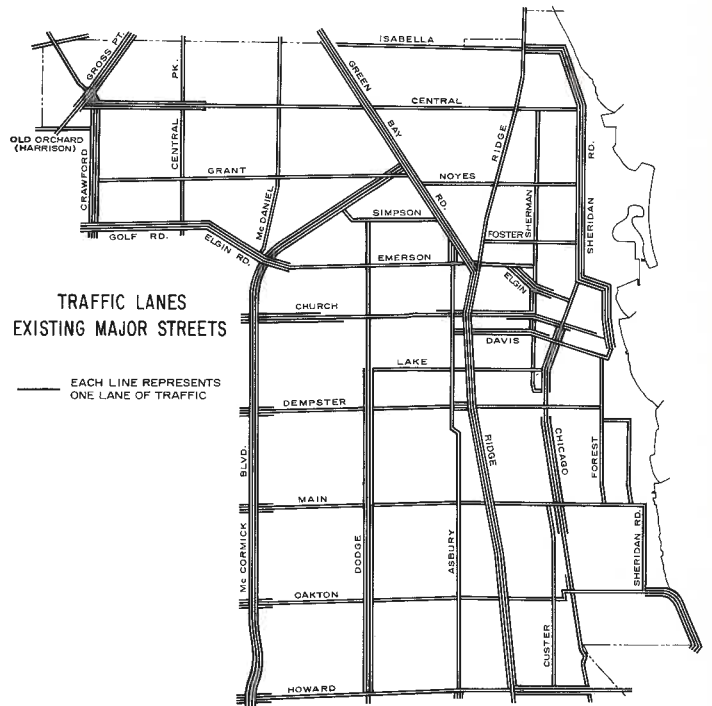 ISABELLA
GROSS PT.
GREEN BAY RD.
CENTRAL PK.
CENTRAL
RIDGE
SHERIDAN RD.
OLD ORCHARD
(HARRISON)
CRAWFORD
GRANT
NOYES
McDANIEL
SIMPSON
SHERMAN
FOSTER
GOLF RD.
ELGIN RD.
EMERSON
ELGIN
TRAFFIC LANES
EXISTING MAJOR STREETS
CHURCH
DAVIS
EACH LINE REPRESENTS
ONE LANE OF TRAFFIC
LAKE
DEMPSTER
McCORMICK BLVD.
RIDGE
CHICAGO
FOREST
MAIN
DODGE
ASBURY
SHERIDAN RD.
OAKTON
CUSTER
HOWARD